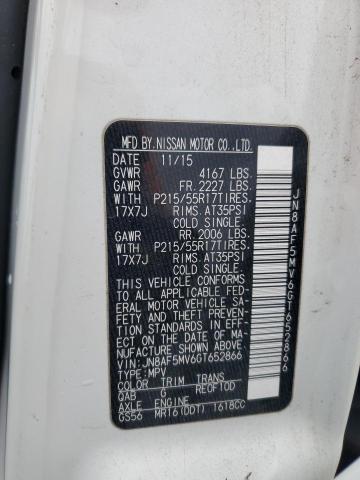 MFD BY.NISSAN MOTOR CO.,LTD.
DATE 11/15
GVWR 4167 LBS.
GAWR FR. 2227 LBS.
WITH P215/55R17TIRES.
17X7J RIMS.AT35PSI
COLD SINGLE.
GAWR RR. 2006 LBS.
WITH P215/55R17TIRES.
17X7J RIMS.AT35PSI
COLD SINGLE.
THIS VEHICLE CONFORMS
TO ALL APPLICABLE FED-
ERAL MOTOR VEHICLE SA-
FETY AND THEFT PREVEN-
TION STANDARDS IN EFFE-
CT ON THE DATE OF MA-
NUFACTURE SHOWN ABOVE.
VIN:JN8AF5MV6GT652866
TYPE:MPV
COLOR TRIM TRANS
QAB G RE0F10D
AXLE ENGINE
GS56 MR16(DDT) 1618CC
JN8AF5MV6GT652866